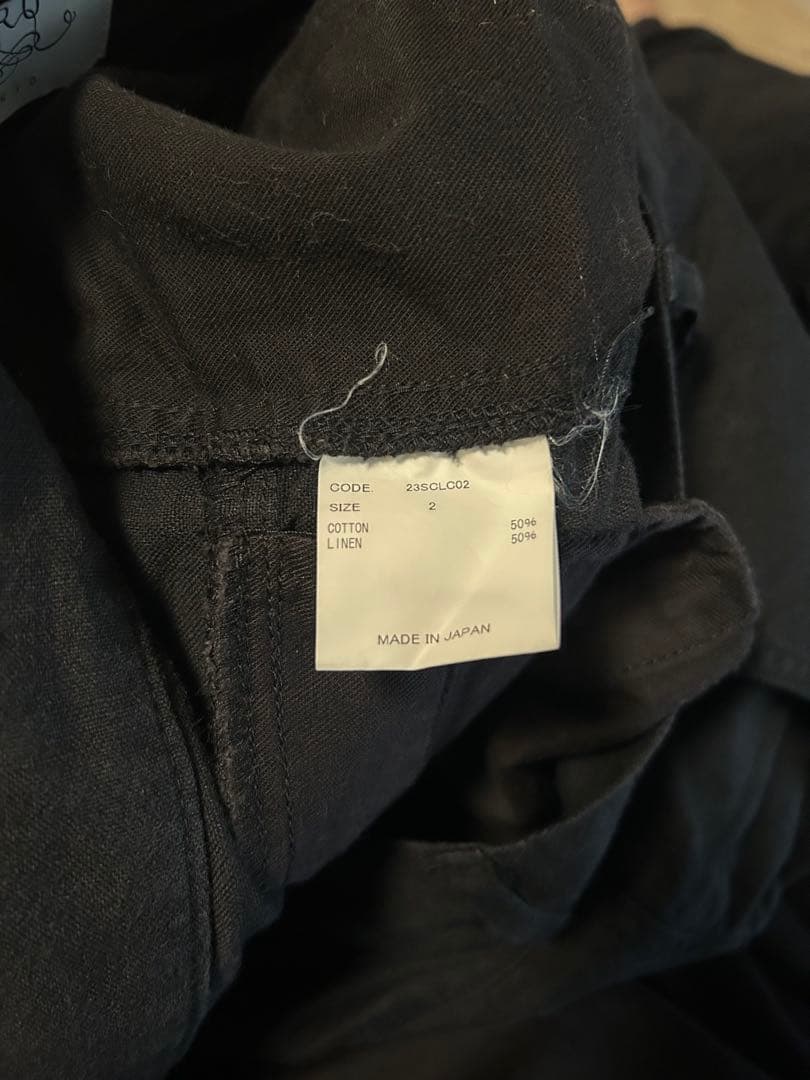 CODE. 23SCLC02
SIZE 2
COTTON 50%
LINEN 50%
MADE IN JAPAN